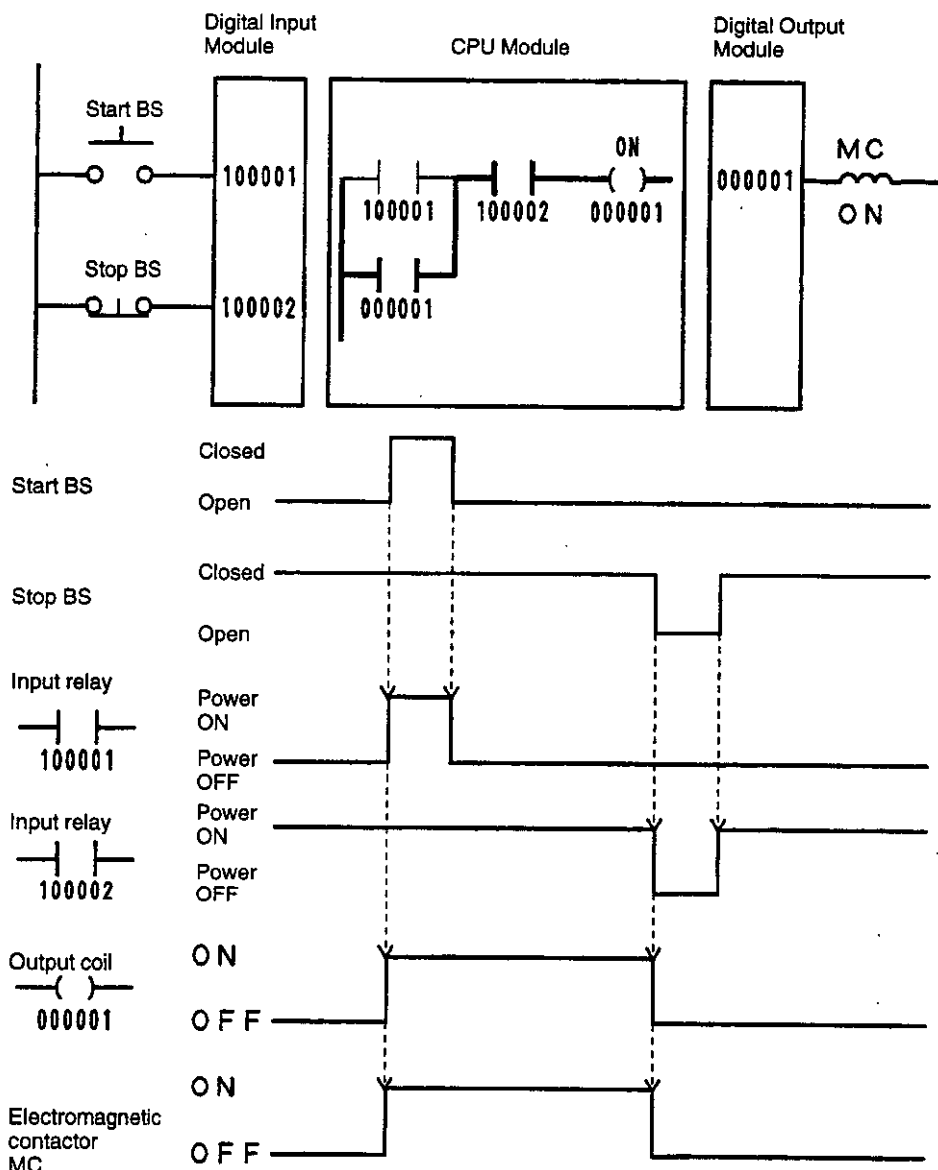 Digital Input
Module
CPU Module
Digital Output
Module
Start BS
100001
100001
100002
ON
000001
000001
MC
ON
Stop BS
100002
000001
Start BS
Closed
Open
Stop BS
Closed
Open
Input relay
100001
Power
ON
Power
OFF
Input relay
100002
Power
ON
Power
OFF
Output coil
000001
ON
OFF
Electromagnetic
contactor
MC
ON
OFF